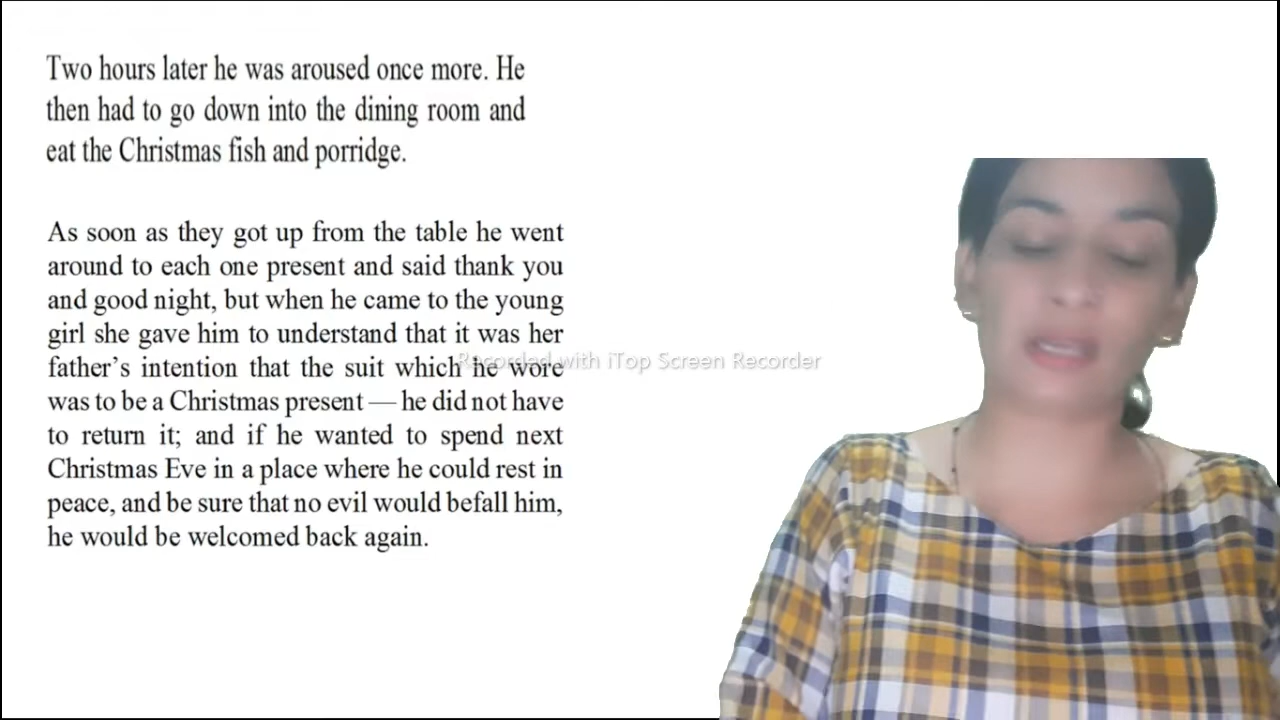 Two hours later he was aroused once more. He
then had to go down into the dining room and
eat the Christmas fish and porridge.
As soon as they got up from the table he went
around to each one present and said thank you
and good night, but when he came to the young
girl she gave him to understand that it was her
father’s intention that the suit which he wore
was to be a Christmas present — he did not have
to return it; and if he wanted to spend next
Christmas Eve in a place where he could rest in
peace, and be sure that no evil would befall him,
he would be welcomed back again.
Recorded with iTop Screen Recorder